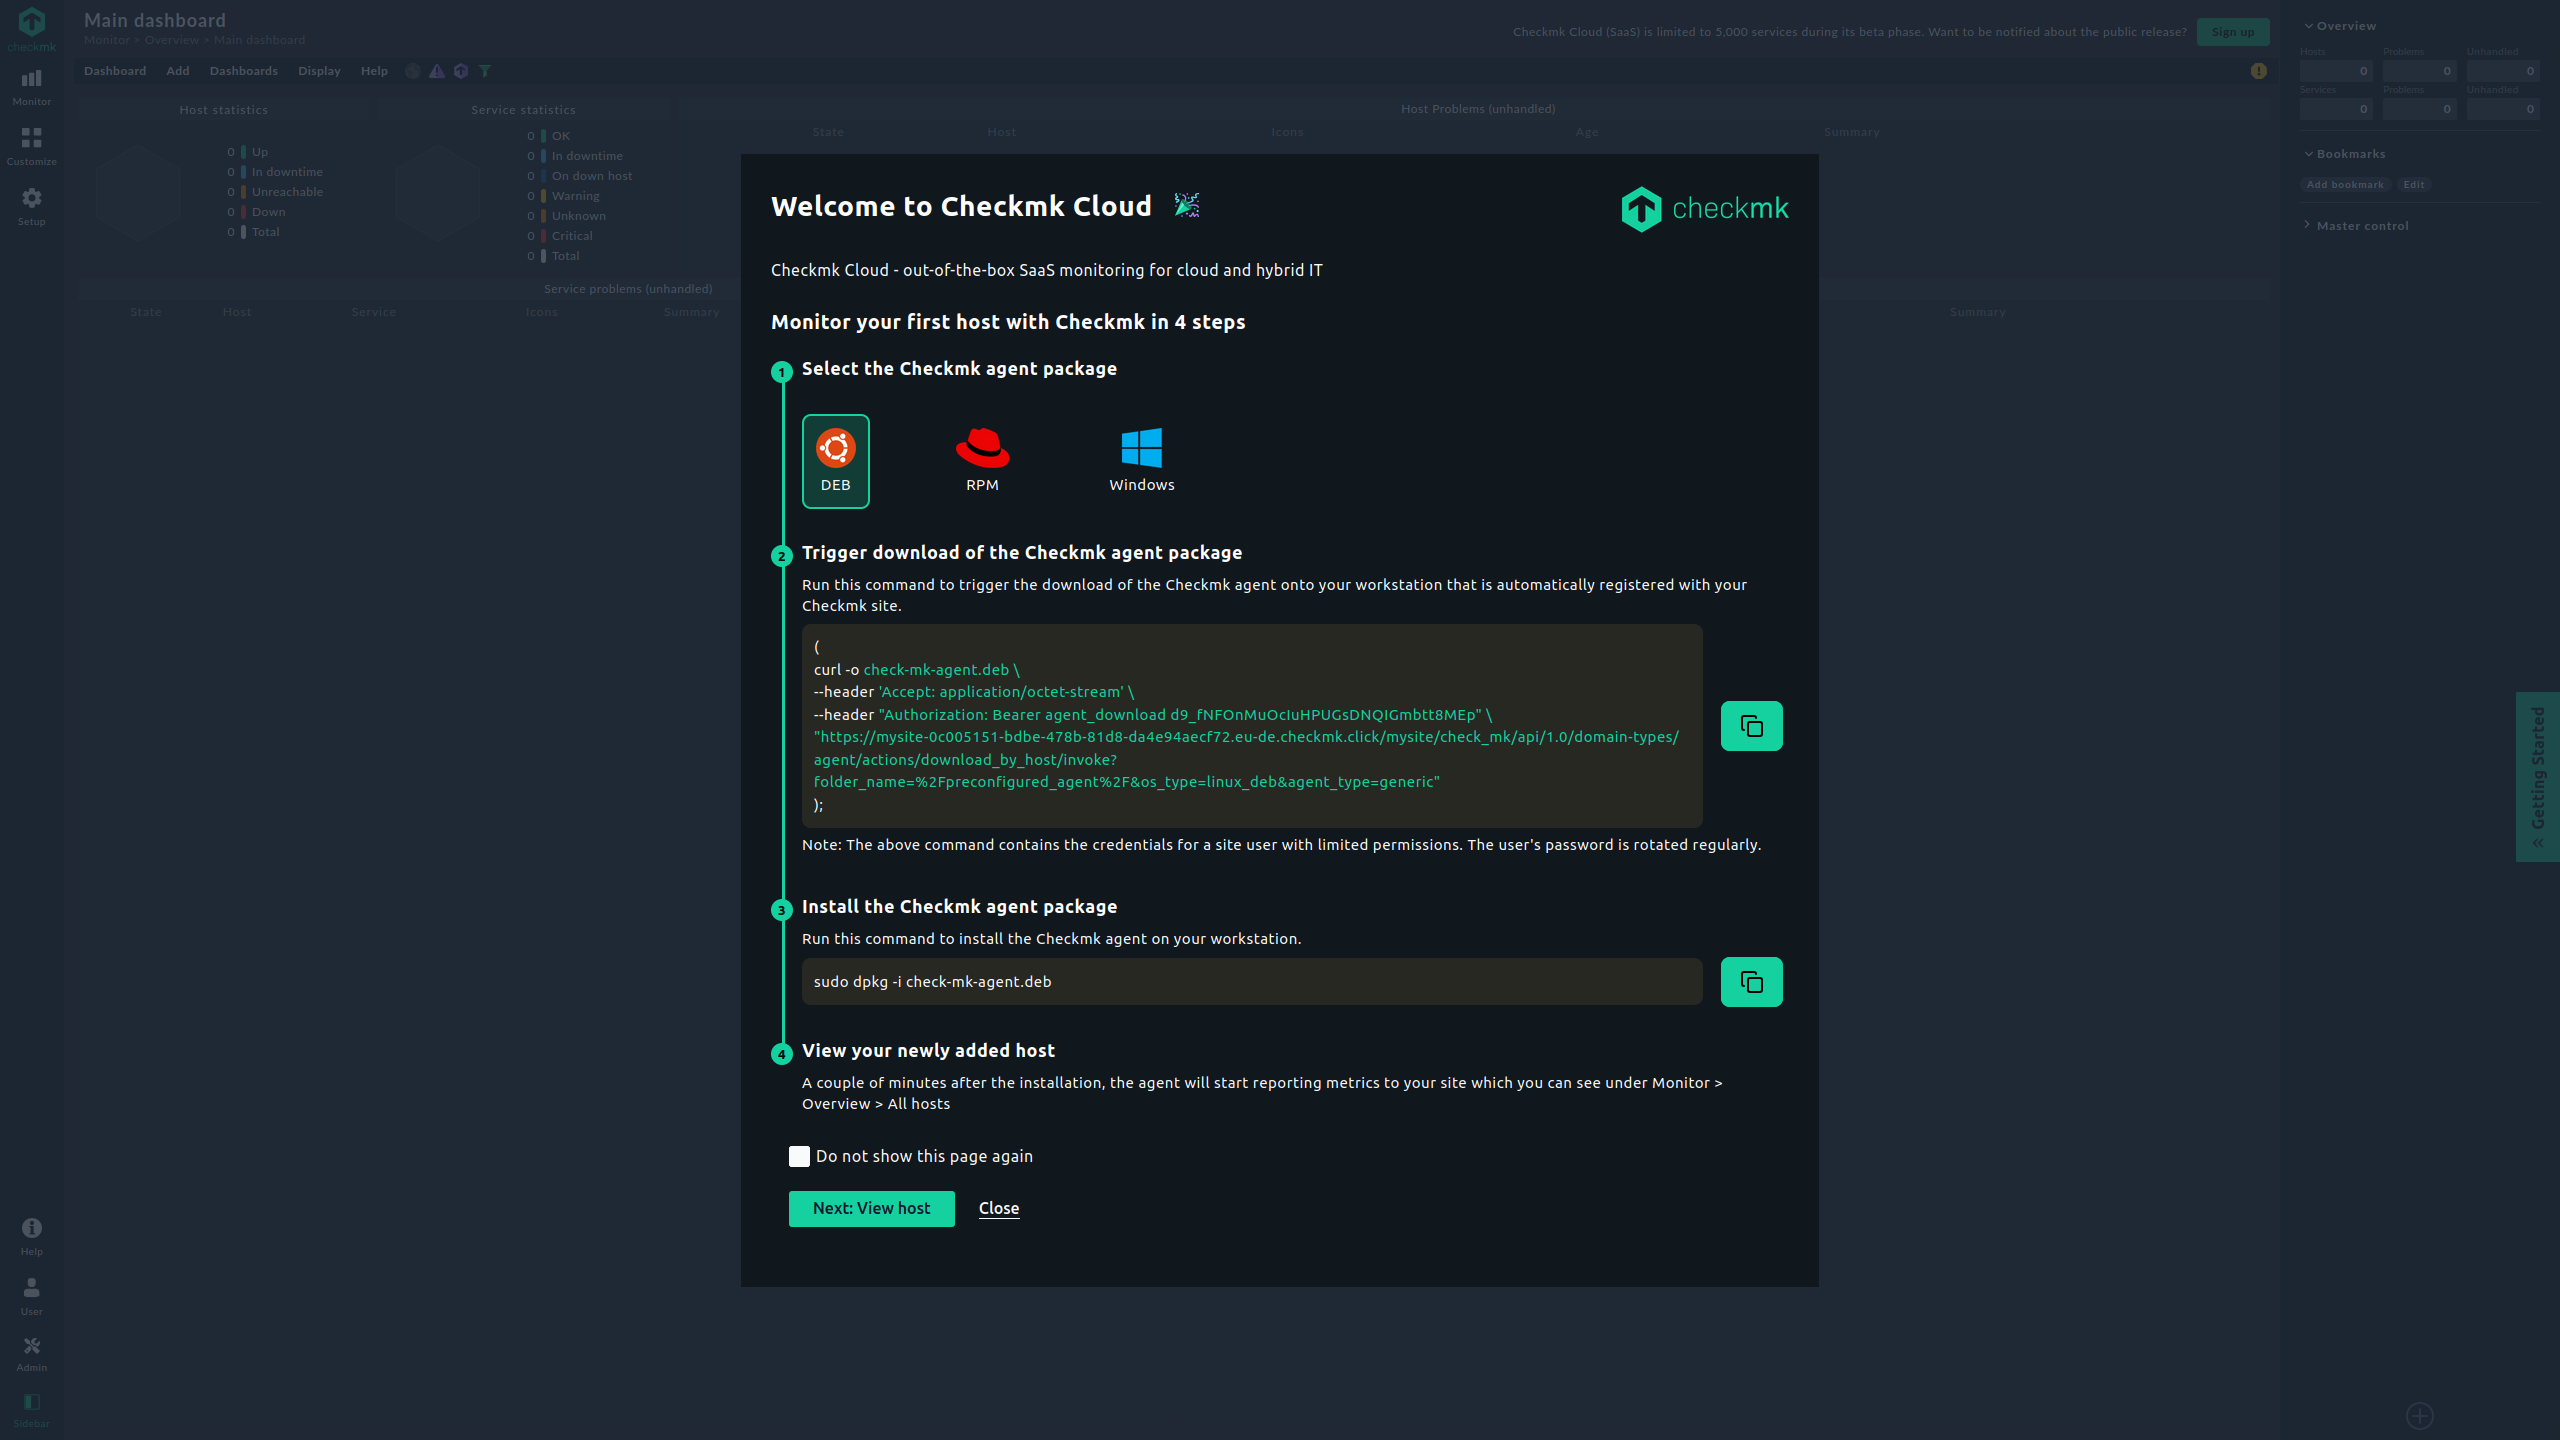 checkmk
Monitor
Customize
Setup
Help
User
Admin
Sidebar
Main dashboard
Monitor > Overview > Main dashboard
Checkmk Cloud (SaaS) is limited to 5,000 services during its beta phase. Want to be notified about the public release?
Sign up
Dashboard Add Dashboards Display Help
Host statistics
0 Up
0 In downtime
0 Unreachable
0 Down
0 Total
Service statistics
0 OK
0 In downtime
0 On down host
0 Warning
0 Unknown
0 Critical
0 Total
Host Problems (unhandled)
State Host Icons Age Summary
Service problems (unhandled)
State Host Service Icons Summary
Summary
Welcome to Checkmk Cloud
checkmk
Checkmk Cloud - out-of-the-box SaaS monitoring for cloud and hybrid IT
Monitor your first host with Checkmk in 4 steps
1 Select the Checkmk agent package
DEB RPM Windows
2 Trigger download of the Checkmk agent package
Run this command to trigger the download of the Checkmk agent onto your workstation that is automatically registered with your
Checkmk site.
(
curl -o check-mk-agent.deb \
--header 'Accept: application/octet-stream' \
--header "Authorization: Bearer agent_download d9_fNFOnMuOcIuHPUGsDNQIGmbtt8MEp" \
"https://mysite-0c005151-bdbe-478b-81d8-da4e94aecf72.eu-de.checkmk.click/mysite/check_mk/api/1.0/domain-types/
agent/actions/download_by_host/invoke?
folder_name=%2Fpreconfigured_agent%2F&os_type=linux_deb&agent_type=generic"
);
Note: The above command contains the credentials for a site user with limited permissions. The user's password is rotated regularly.
3 Install the Checkmk agent package
Run this command to install the Checkmk agent on your workstation.
sudo dpkg -i check-mk-agent.deb
4 View your newly added host
A couple of minutes after the installation, the agent will start reporting metrics to your site which you can see under Monitor >
Overview > All hosts
Do not show this page again
Next: View host Close
Overview
Hosts Problems Unhandled
0 0 0
Services Problems Unhandled
0 0 0
Bookmarks
Add bookmark Edit
Master control
« Getting Started